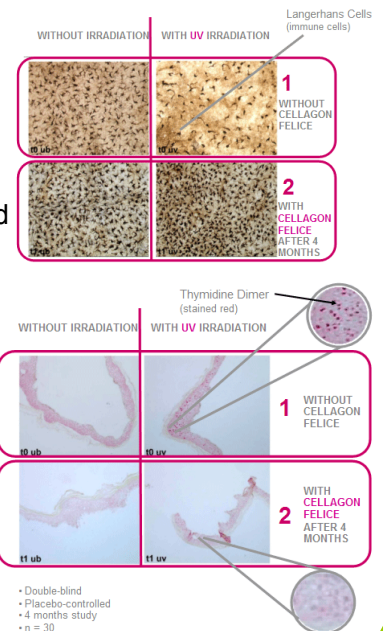 Langerhans Cells
(immune cells)
WITHOUT IRRADIATION
WITH UV IRRADIATION
t0 ub
t0 uv
1
WITHOUT
CELLAGON
FELICE
d
t1 uv
2
WITH
CELLAGON
FELICE
AFTER 4
MONTHS
Thymidine Dimer
(stained red)
WITHOUT IRRADIATION
WITH UV IRRADIATION
t0 ub
t0 uv
1
WITHOUT
CELLAGON
FELICE
t1 ub
t1 uv
2
WITH
CELLAGON
FELICE
AFTER 4
MONTHS
• Double-blind
• Placebo-controlled
• 4 months study
• n = 30